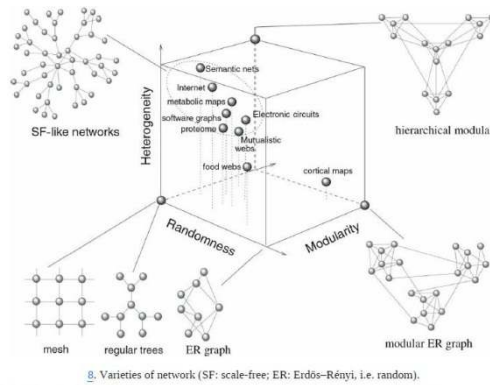 SF-like networks
Heterogeneity
Semantic nets
Internet
metabolic maps
software graphs
proteome
Electronic circuits
Mutualistic
webs
food webs
cortical maps
hierarchical modula
Randomness
Modularity
mesh
regular trees
ER graph
modular ER graph
8. Varieties of network (SF: scale-free; ER: Erdős–Rényi, i.e. random).